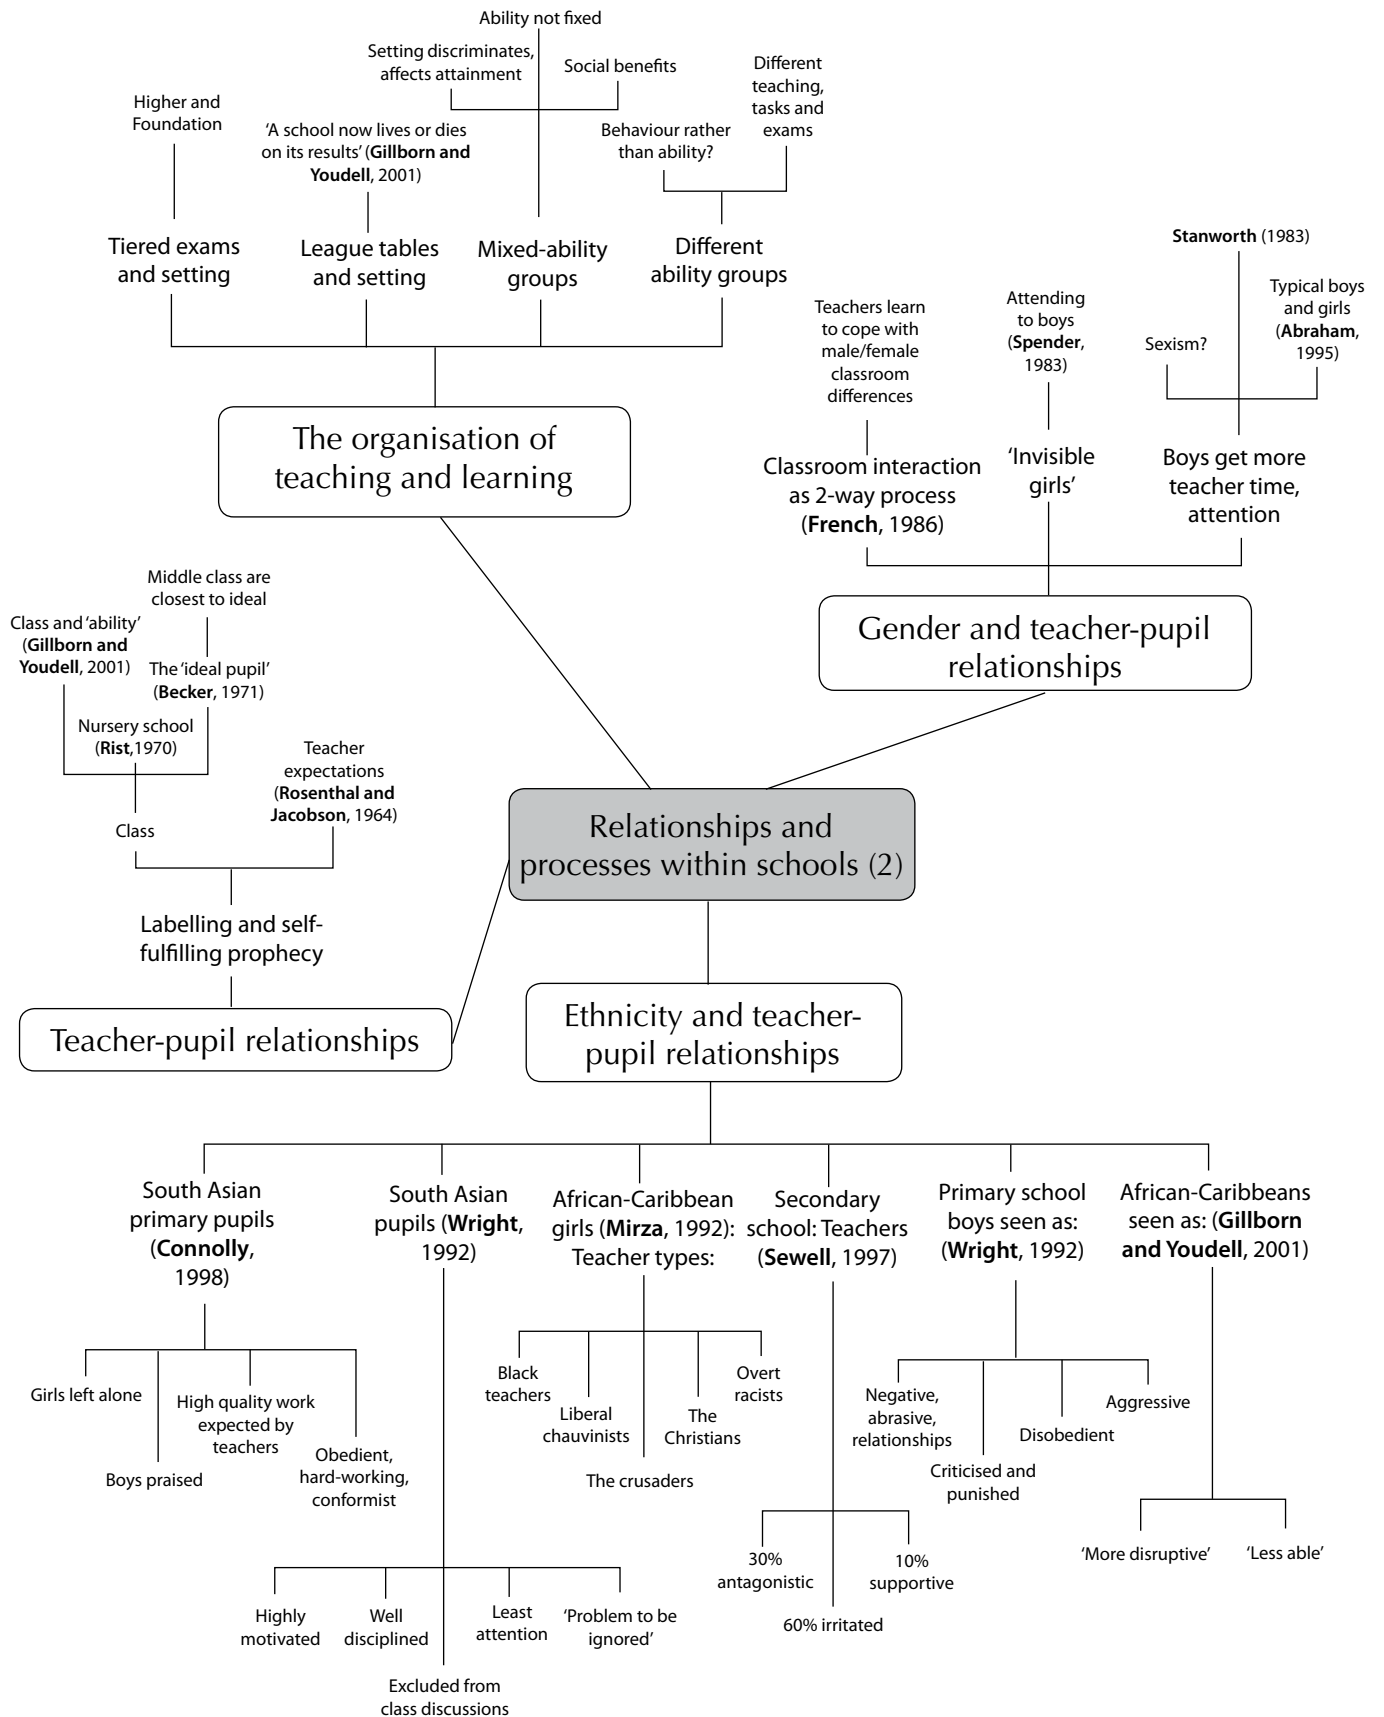 Ability not fixed
Setting discriminates,
affects attainment
Social benefits
Different
teaching,
tasks and
exams
Higher and
Foundation
'A school now lives or dies
on its results' (Gillborn and
Youdell, 2001)
Behaviour rather
than ability?
Tiered exams
and setting
League tables
and setting
Mixed-ability
groups
Different
ability groups
The organisation of
teaching and learning
Stanworth (1983)
Teachers learn
to cope with
male/female
classroom
differences
Attending
to boys
(Spender,
1983)
Sexism?
Typical boys
and girls
(Abraham,
1995)
Classroom interaction
as 2-way process
(French, 1986)
'Invisible
girls'
Boys get more
teacher time,
attention
Gender and teacher-pupil
relationships
Middle class are
closest to ideal
Class and 'ability'
(Gillborn and
Youdell, 2001)
The 'ideal pupil'
(Becker, 1971)
Nursery school
(Rist,1970)
Teacher
expectations
(Rosenthal and
Jacobson, 1964)
Class
Labelling and self-
fulfilling prophecy
Teacher-pupil relationships
Relationships and
processes within schools (2)
Ethnicity and teacher-
pupil relationships
South Asian
primary pupils
(Connolly,
1998)
South Asian
pupils (Wright,
1992)
African-Caribbean
girls (Mirza, 1992):
Teacher types:
Secondary
school: Teachers
(Sewell, 1997)
Primary school
boys seen as:
(Wright, 1992)
African-Caribbeans
seen as: (Gillborn
and Youdell, 2001)
Girls left alone
Boys praised
High quality work
expected by
teachers
Obedient,
hard-working,
conformist
Highly
motivated
Well
disciplined
Excluded from
class discussions
Least
attention
'Problem to be
ignored'
Black
teachers
Liberal
chauvinists
The crusaders
The
Christians
Overt
racists
30%
antagonistic
60% irritated
10%
supportive
Negative,
abrasive,
relationships
Criticised and
punished
Disobedient
Aggressive
'More disruptive'
'Less able'